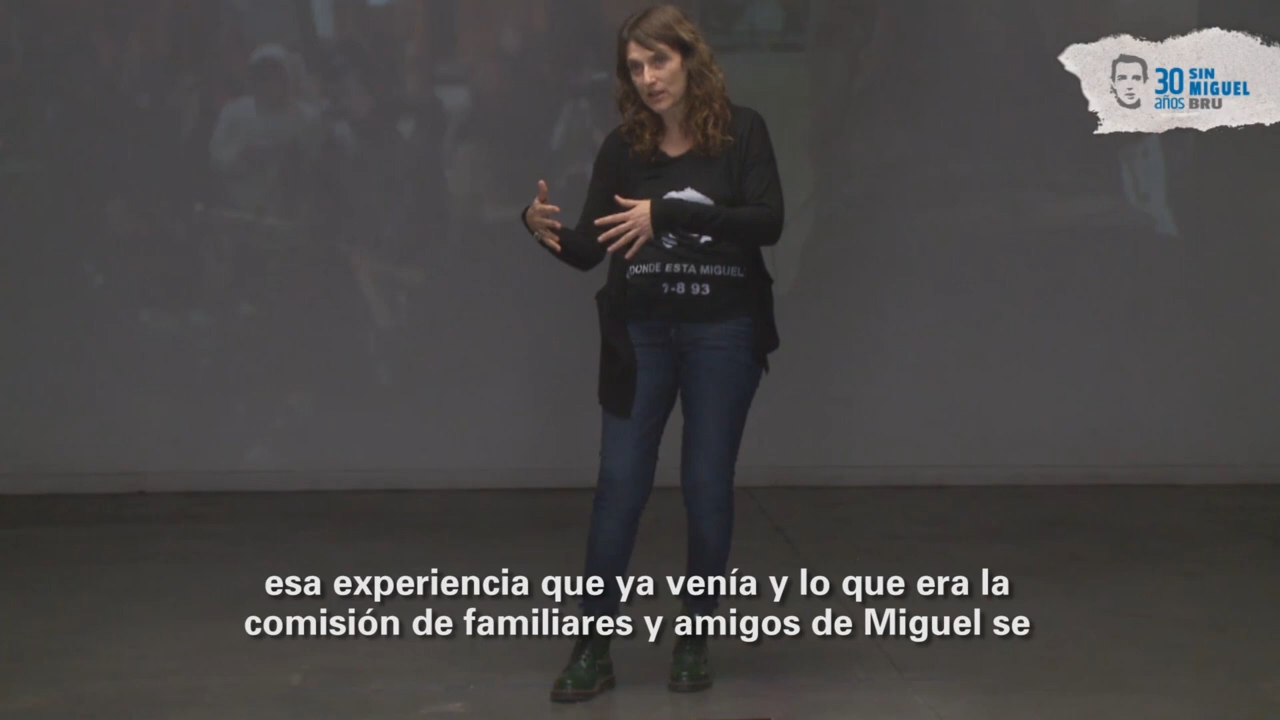 30 años
SIN
MIGUEL
BRU
¿DONDE ESTA MIGUEL?
-8 93
esa experiencia que ya venía y lo que era la
comisión de familiares y amigos de Miguel se